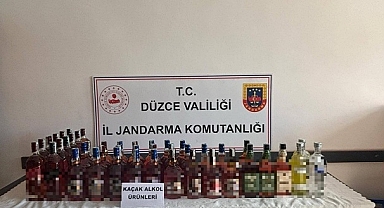 T.C.
DÜZCE VALİLİĞİ
İL JANDARMA KOMUTANLIĞI
KAÇAK ALKOL
ÜRÜNLERİ